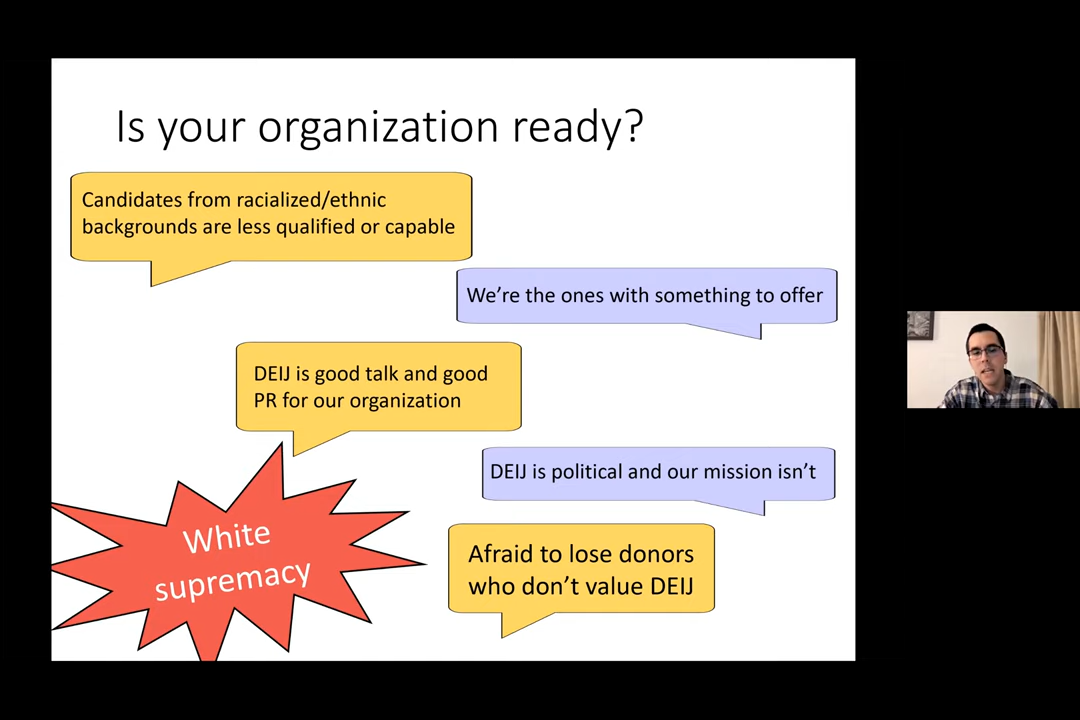 Is your organization ready?
Candidates from racialized/ethnic
backgrounds are less qualified or capable
We’re the ones with something to offer
DEIJ is good talk and good
PR for our organization
DEIJ is political and our mission isn’t
White
supremacy
Afraid to lose donors
who don’t value DEIJ